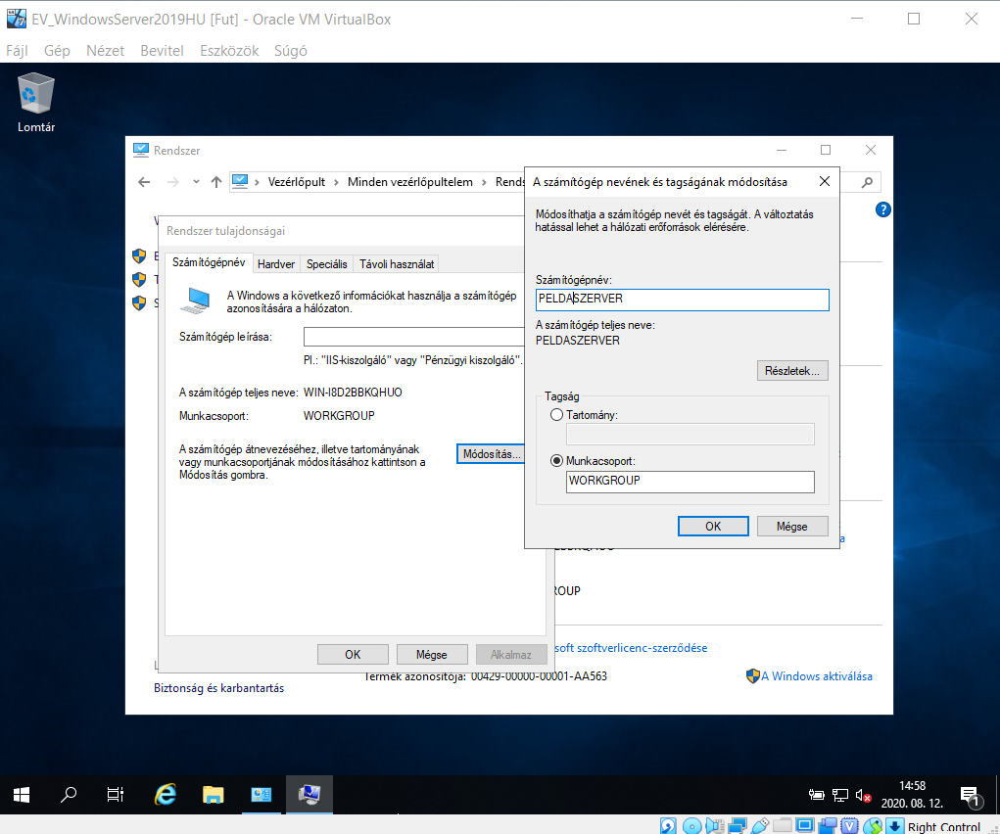 EV_WindowsServer2019HU [Fut] - Oracle VM VirtualBox
Fájl Gép Nézet Bevitel Eszközök Súgó
Lomtár
Rendszer
Vezérlőpult Minden vezérlőpultelem
?
Rendszer tulajdonságai
Számítógépnév Hardver Speciális Távoli használat
A Windows a következő információkat használja a számítógép
azonosítására a hálózaton.
Számítógép leírása:
Pl.: "IIS-kiszolgáló" vagy "Pénzügyi kiszolgáló".
A számítógép teljes neve: WIN-I8D2BBKQHUO
Munkacsoport: WORKGROUP
A számítógép átnevezéséhez, illetve tartományának
vagy munkacsoportjának módosításához kattintson a
Módosítás gombra.
Módosítás...
OK Mégse Alkalmaz
A számítógép nevének és tagságának módosítása
Módosíthatja a számítógép nevét és tagságát. A változtatás
hatással lehet a hálózati erőforrások elérésére.
Számítógépnév:
PELDASZERVER
A számítógép teljes neve:
PELDASZERVER
Részletek...
Tagság
Tartomány:
Munkacsoport:
WORKGROUP
OK Mégse
ROUP
soft szoftverlicenc-szerződése
Termék azonosítója: 00429-00000-00001-AA563
A Windows aktiválása
Biztonság és karbantartás
14:58
2020. 08. 12.
1
Right Control